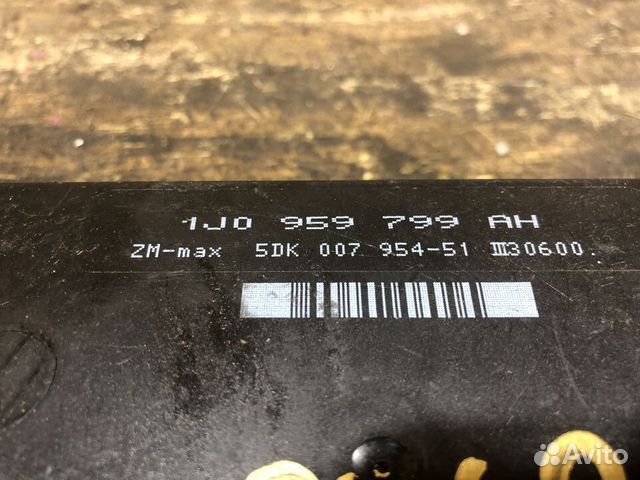 1J0 959 799 AH
ZM-max 5DK 007 954-51 III30600.
Avito